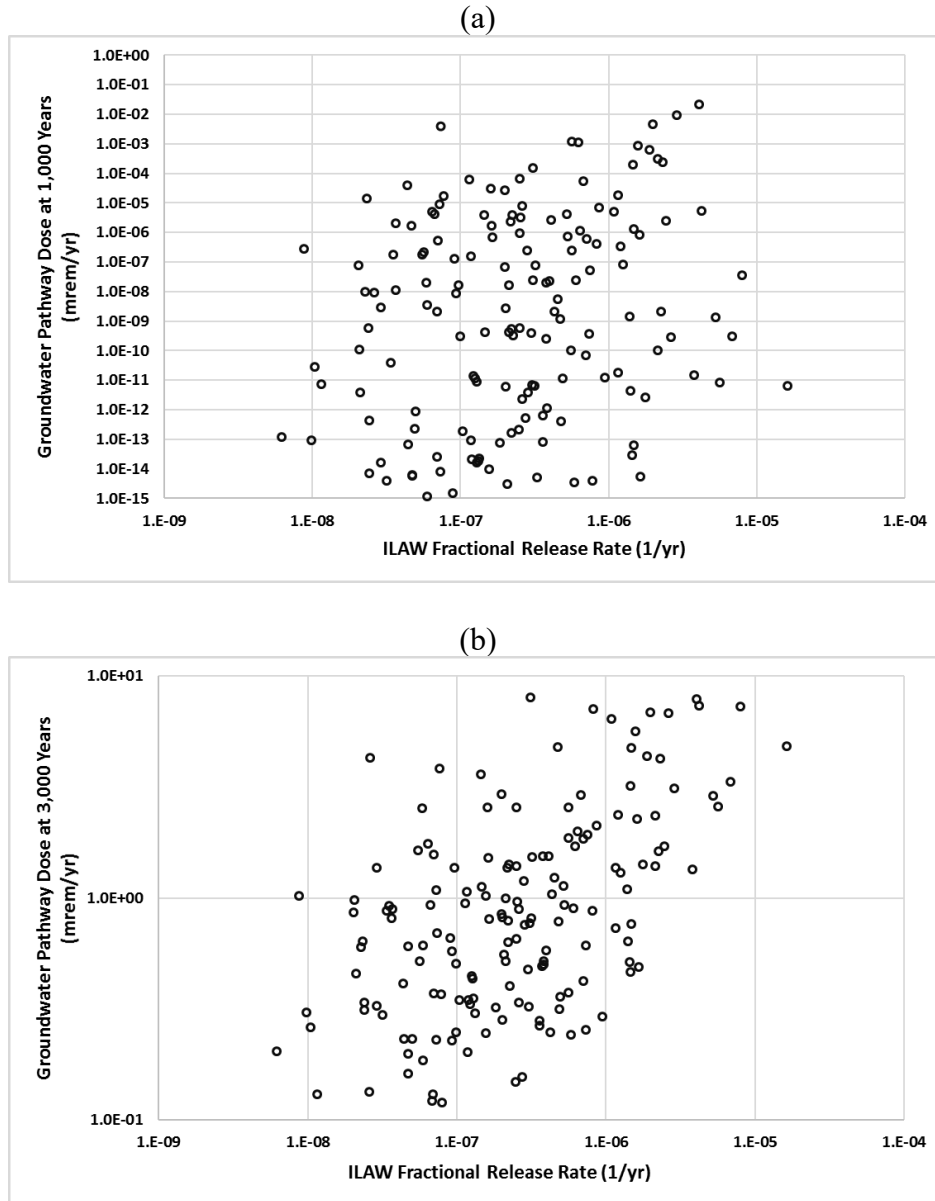 (a)
Groundwater Pathway Dose at 1,000 Years
(mrem/yr)
1.0E+00
1.0E-01
1.0E-02
1.0E-03
1.0E-04
1.0E-05
1.0E-06
1.0E-07
1.0E-08
1.0E-09
1.0E-10
1.0E-11
1.0E-12
1.0E-13
1.0E-14
1.0E-15
1.E-09 1.E-08 1.E-07 1.E-06 1.E-05 1.E-04
ILAW Fractional Release Rate (1/yr)
(b)
Groundwater Pathway Dose at 3,000 Years
(mrem/yr)
1.0E+01
1.0E+00
1.0E-01
1.E-09 1.E-08 1.E-07 1.E-06 1.E-05 1.E-04
ILAW Fractional Release Rate (1/yr)